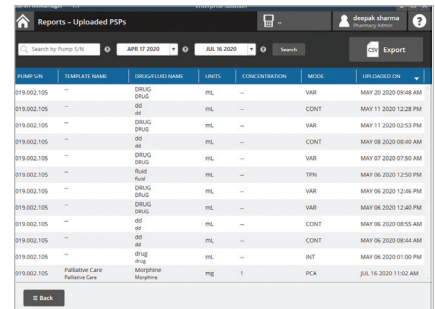 Reports – Uploaded PSPs
--
deepak sharma
Pharmacy Admin
?
Search by Pump S/N
APR 17 2020
JUL 16 2020
Search
CSV Export
PUMP S/N TEMPLATE NAME DRUG/FLUID NAME UNITS CONCENTRATION MODE UPLOADED ON
019.002.105 -- DRUG mL -- VAR MAY 20 2020 09:48 AM
DRUG
019.002.105 -- dd mL -- CONT MAY 11 2020 12:28 PM
dd
019.002.105 -- DRUG mL -- VAR MAY 11 2020 02:53 PM
DRUG
019.002.105 -- dd mL -- CONT MAY 08 2020 08:40 AM
dd
019.002.105 -- DRUG mL -- VAR MAY 07 2020 07:50 AM
DRUG
019.002.105 -- fluid mL -- TPN MAY 06 2020 12:50 PM
fluid
019.002.105 -- DRUG mL -- VAR MAY 06 2020 12:46 PM
DRUG
019.002.105 -- DRUG mL -- VAR MAY 06 2020 12:40 PM
DRUG
019.002.105 -- dd mL -- CONT MAY 06 2020 08:55 AM
dd
019.002.105 -- dd mL -- CONT MAY 06 2020 08:44 AM
dd
019.002.105 -- drug mL -- INT MAY 06 2020 01:00 PM
drug
019.002.105 Palliative Care Morphine mg 1 PCA JUL 16 2020 11:02 AM
Palliative Care Morphine
Back